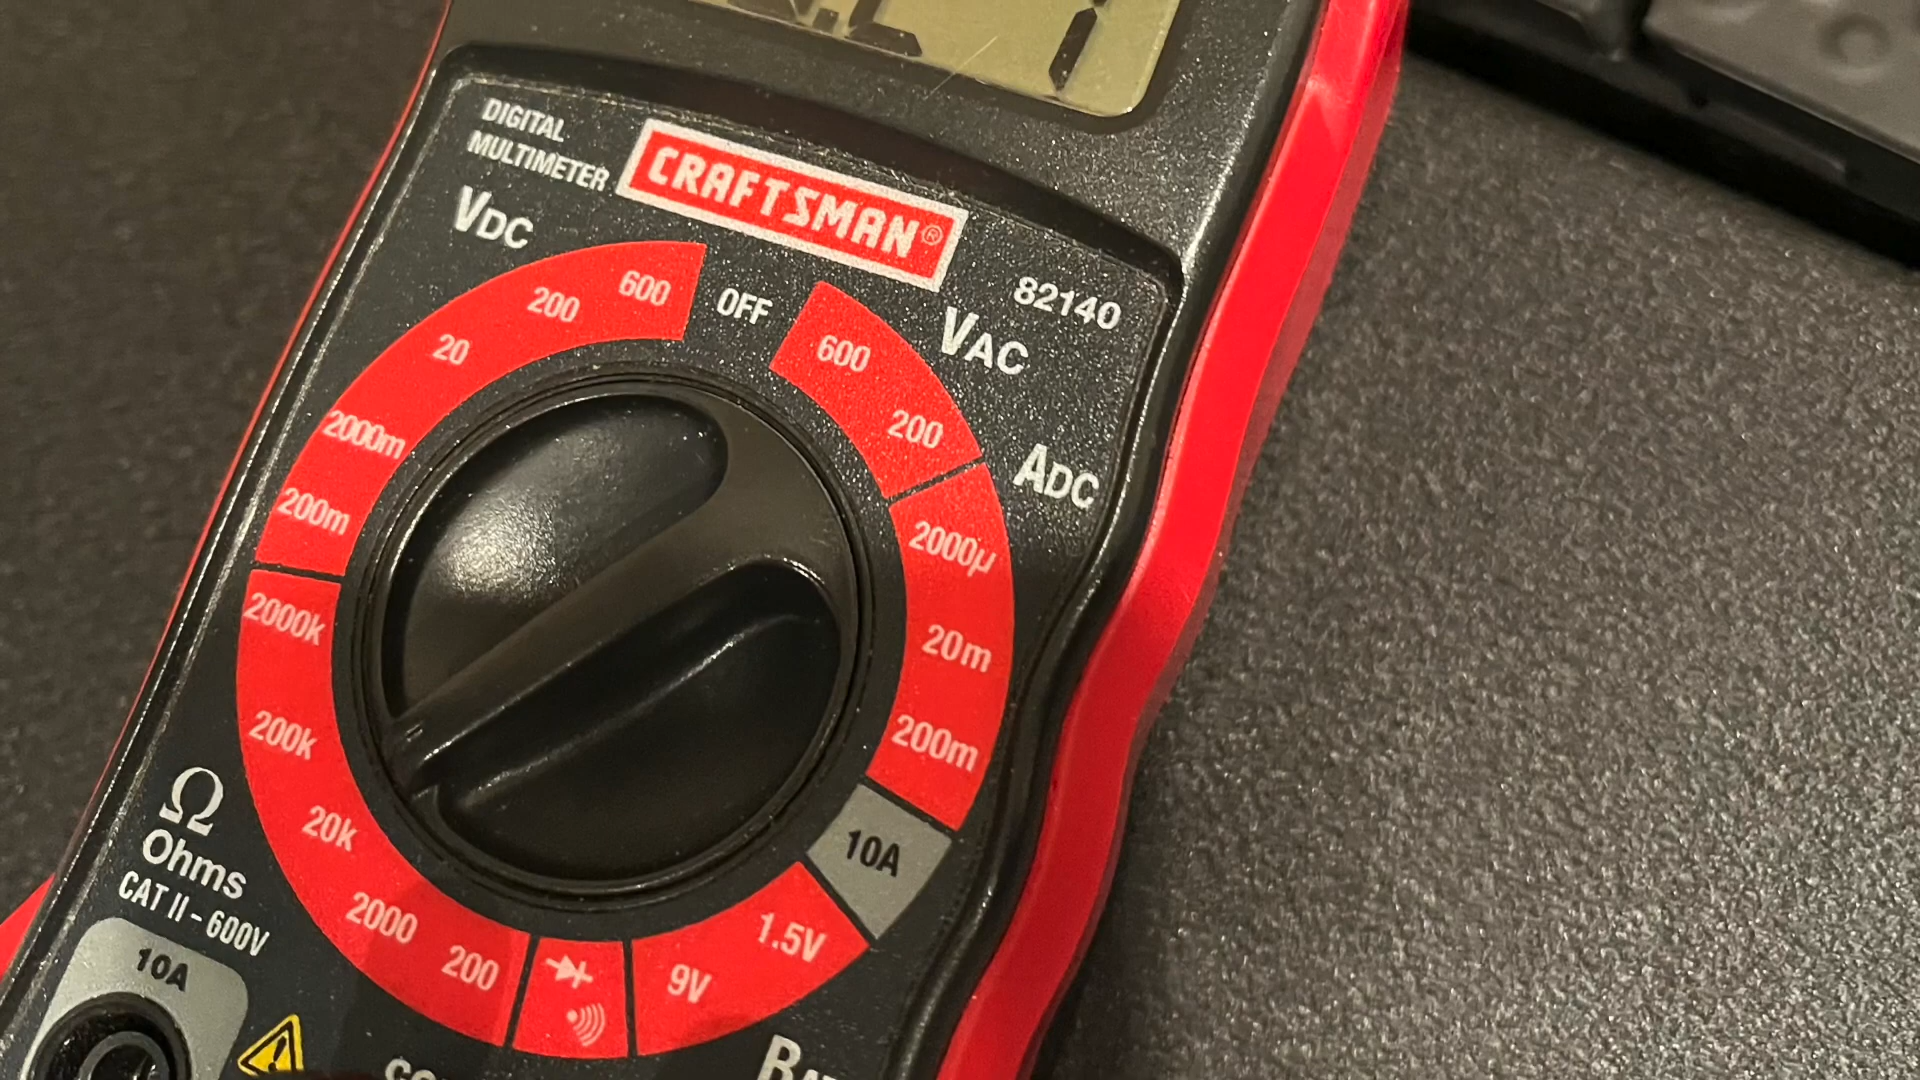 DIGITAL
MULTIMETER
CRAFTSMAN®
82140
VDC
OFF
VAC
600
200
20
2000m
200m
600
200
ADC
2000µ
20m
200m
10A
2000k
200k
20k
2000
200
Ω
Ohms
CAT II - 600V
9V
1.5V
10A